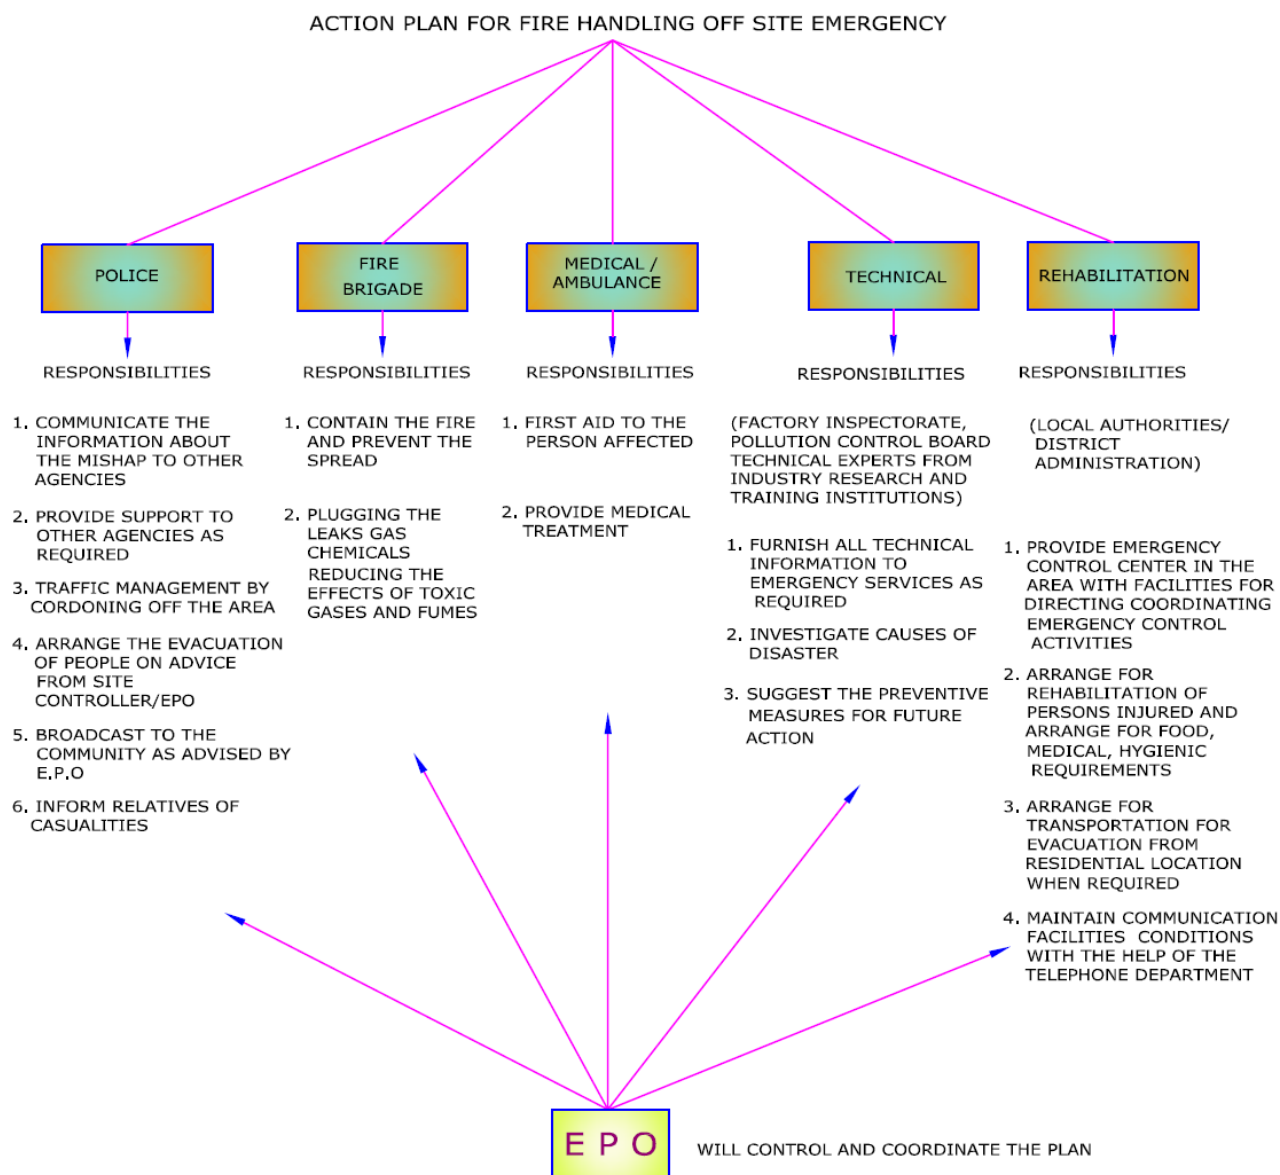 ACTION PLAN FOR FIRE HANDLING OFF SITE EMERGENCY
POLICE
RESPONSIBILITIES
1. COMMUNICATE THE
INFORMATION ABOUT
THE MISHAP TO OTHER
AGENCIES
2. PROVIDE SUPPORT TO
OTHER AGENCIES AS
REQUIRED
3. TRAFFIC MANAGEMENT BY
CORDONING OFF THE AREA
4. ARRANGE THE EVACUATION
OF PEOPLE ON ADVICE
FROM SITE
CONTROLLER/EPO
5. BROADCAST TO THE
COMMUNITY AS ADVISED BY
E.P.O
6. INFORM RELATIVES OF
CASUALITIES
FIRE
BRIGADE
RESPONSIBILITIES
1. CONTAIN THE FIRE
AND PREVENT THE
SPREAD
2. PLUGGING THE
LEAKS GAS
CHEMICALS
REDUCING THE
EFFECTS OF TOXIC
GASES AND FUMES
MEDICAL /
AMBULANCE
RESPONSIBILITIES
1. FIRST AID TO THE
PERSON AFFECTED
2. PROVIDE MEDICAL
TREATMENT
TECHNICAL
RESPONSIBILITIES
(FACTORY INSPECTORATE,
POLLUTION CONTROL BOARD
TECHNICAL EXPERTS FROM
INDUSTRY RESEARCH AND
TRAINING INSTITUTIONS)
1. FURNISH ALL TECHNICAL
INFORMATION TO
EMERGENCY SERVICES AS
REQUIRED
2. INVESTIGATE CAUSES OF
DISASTER
3. SUGGEST THE PREVENTIVE
MEASURES FOR FUTURE
ACTION
REHABILITATION
RESPONSIBILITIES
(LOCAL AUTHORITIES/
DISTRICT
ADMINISTRATION)
1. PROVIDE EMERGENCY
CONTROL CENTER IN THE
AREA WITH FACILITIES FOR
DIRECTING COORDINATING
EMERGENCY CONTROL
ACTIVITIES
2. ARRANGE FOR
REHABILITATION OF
PERSONS INJURED AND
ARRANGE FOR FOOD,
MEDICAL, HYGIENIC
REQUIREMENTS
3. ARRANGE FOR
TRANSPORTATION FOR
EVACUATION FROM
RESIDENTIAL LOCATION
WHEN REQUIRED
4. MAINTAIN COMMUNICATION
FACILITIES CONDITIONS
WITH THE HELP OF THE
TELEPHONE DEPARTMENT
E P O
WILL CONTROL AND COORDINATE THE PLAN